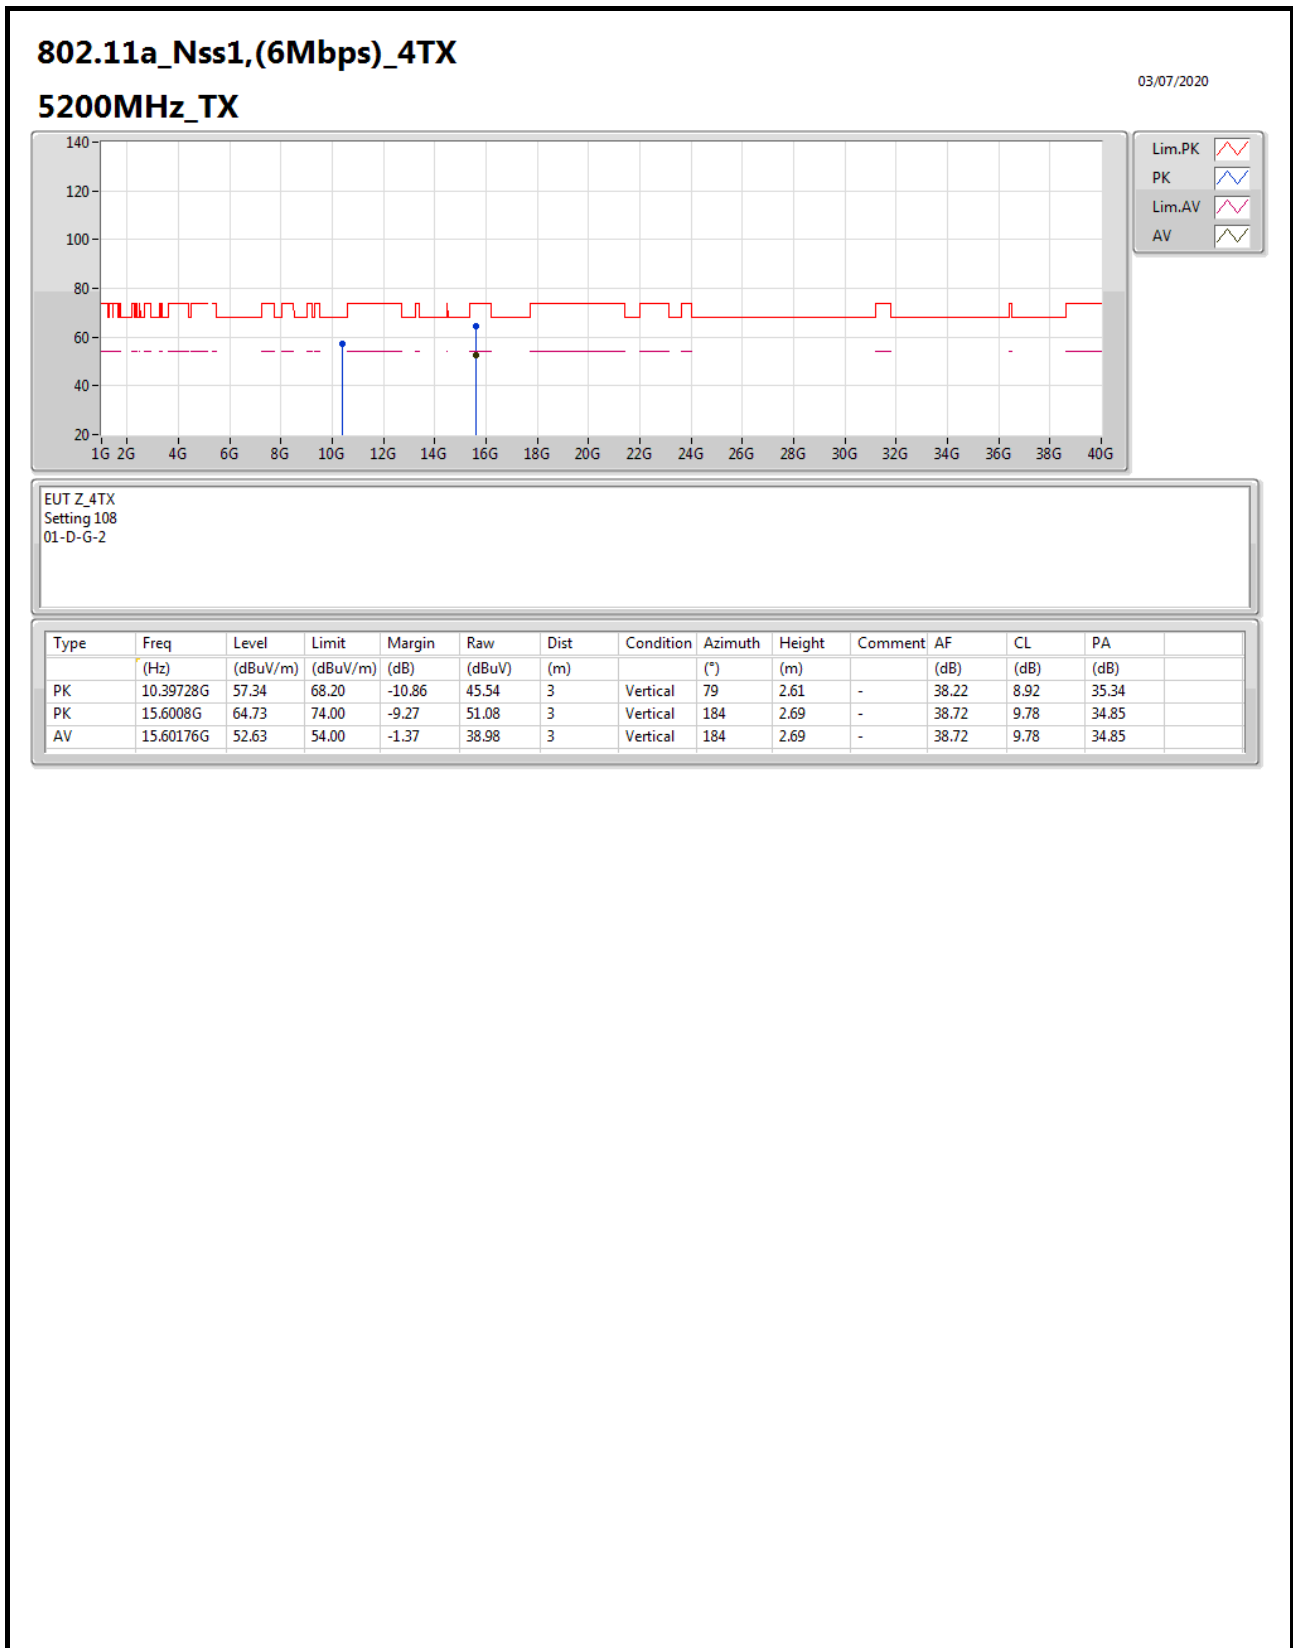 802.11a_Nss1,(6Mbps)_4TX
03/07/2020
5200MHz_TX
140
120
100
80
60
40
20
1G 2G 4G 6G 8G 10G 12G 14G 16G 18G 20G 22G 24G 26G 28G 30G 32G 34G 36G 38G 40G
Lim.PK
PK
Lim.AV
AV
EUT Z_4TX
Setting 108
01-D-G-2
Type Freq Level Limit Margin Raw Dist Condition Azimuth Height Comment AF CL PA
(Hz) (dBuV/m) (dBuV/m) (dB) (dBuV) (m) (°) (m) (dB) (dB) (dB)
PK 10.39728G 57.34 68.20 -10.86 45.54 3 Vertical 79 2.61 - 38.22 8.92 35.34
PK 15.6008G 64.73 74.00 -9.27 51.08 3 Vertical 184 2.69 - 38.72 9.78 34.85
AV 15.60176G 52.63 54.00 -1.37 38.98 3 Vertical 184 2.69 - 38.72 9.78 34.85